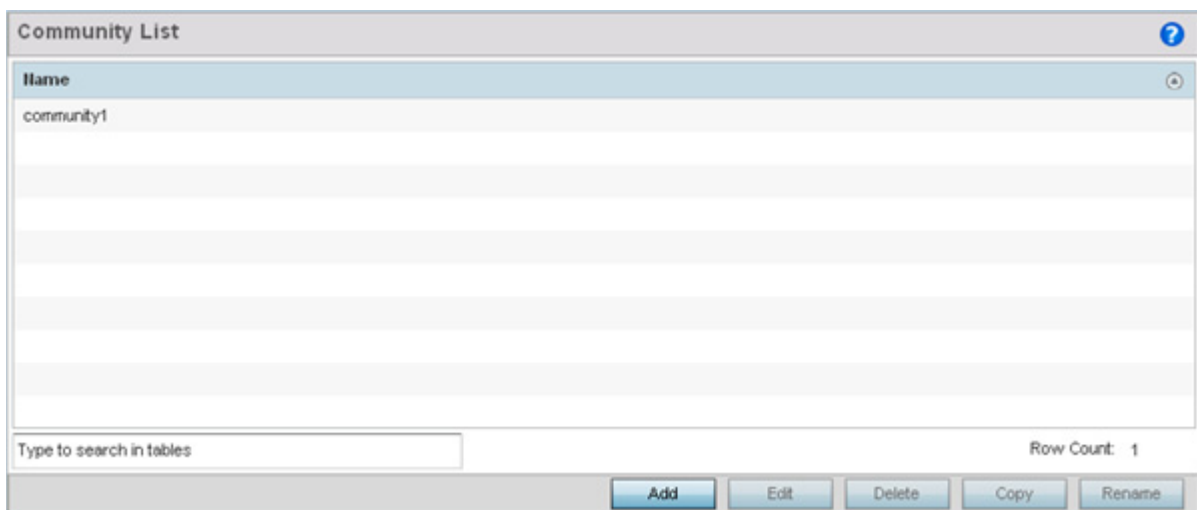 Community List
?
Name
community1
Type to search in tables
Row Count: 1
Add
Edit
Delete
Copy
Rename